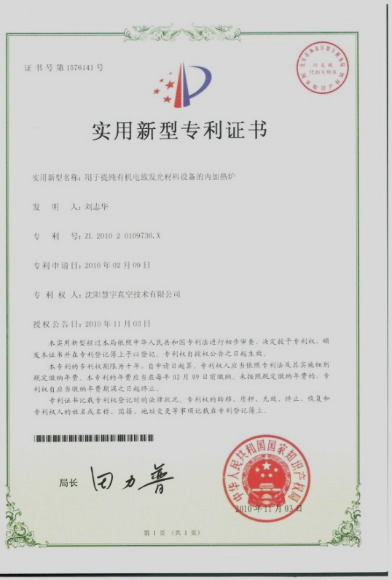 证书号第1576141号
实用新型专利证书
实用新型名称：用于提纯有机电致发光材料设备的内加热炉
发 明 人：刘志华
专 利 号：ZL 2010 2 0109736.X
专利申请日：2010年02月09日
专 利 权 人：沈阳慧宇真空技术有限公司
授权公告日：2010年11月03日
本实用新型经过本局依照中华人民共和国专利法进行初步审查，决定授予专利权，颁
发本证书并在专利登记簿上予以登记。专利权自授权公告之日起生效。
本专利的专利权期限为十年，自申请日起算。专利权人应当依照专利法及其实施细则
规定缴纳年费。本专利的年费应当在每年02月09日前缴纳。未按照规定缴纳年费的，专
利权自应当缴纳年费期满之日起终止。
专利证书记载专利权登记时的法律状况。专利权的转移、质押、无效、终止、恢复和
专利权人的姓名或名称、国籍、地址变更等事项记载在专利登记簿上。
局长 田力普
中华人民共和国国家知识产权局
2010年11月03日
第1页（共1页）